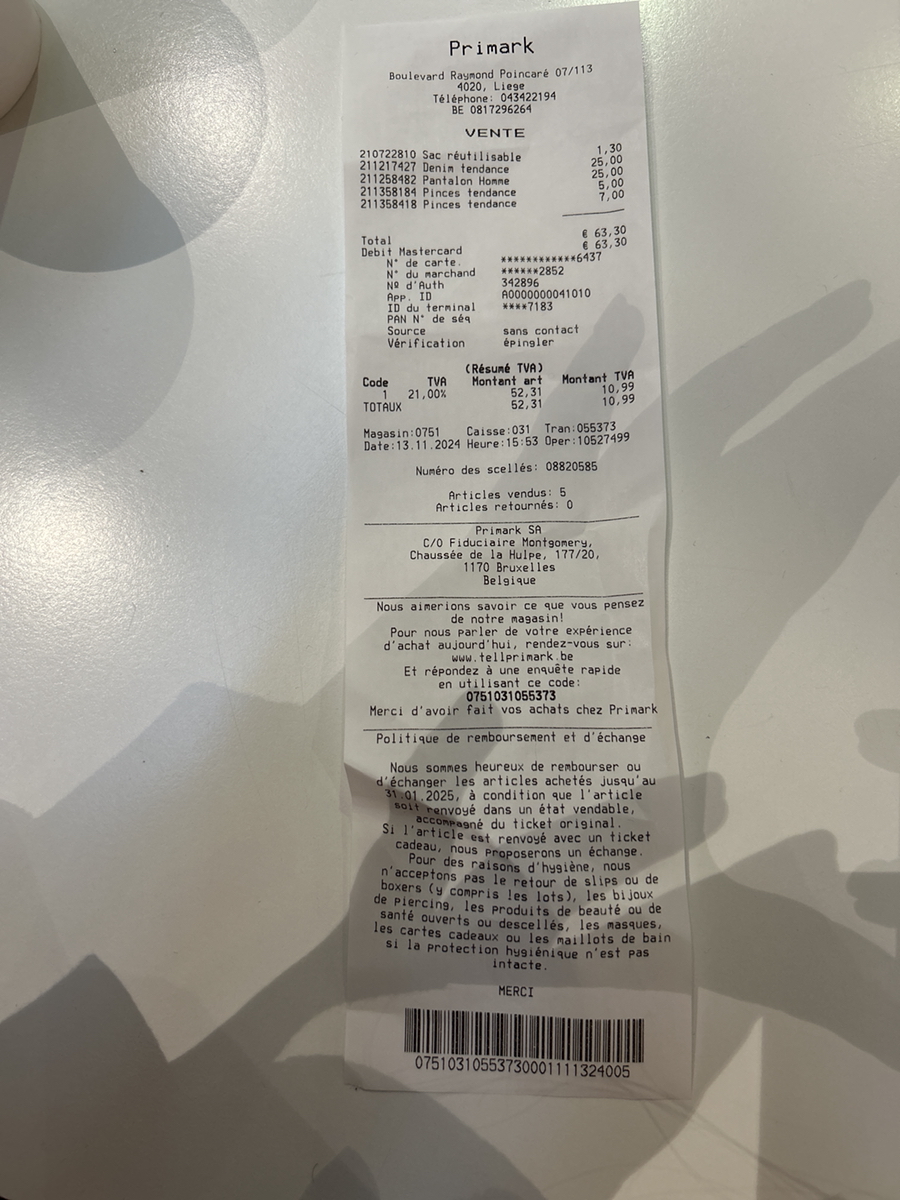 Primark
Boulevard Raymond Poincaré 07/113
4020, Liege
Téléphone: 043422194
BE 0817296264
VENTE
210722810 Sac réutilisable 1,30
211217427 Denim tendance 25,00
211258482 Pantalon Homme 25,00
211358184 Pinces tendance 5,00
211358418 Pinces tendance 7,00
Total € 63,30
Debit Mastercard € 63,30
N° de carte. ************6437
N° du marchand ******2852
Nº d'Auth 342896
App. ID A0000000041010
ID du terminal ****7183
PAN N° de séq
Source sans contact
Vérification épingler
(Résumé TVA)
Code TVA Montant art Montant TVA
1 21,00% 52,31 10,99
TOTAUX 52,31 10,99
Magasin:0751 Caisse:031 Tran:055373
Date:13.11.2024 Heure:15:53 Oper:10527499
Numéro des scellés: 08820585
Articles vendus: 5
Articles retournés: 0
Primark SA
C/O Fiduciaire Montgomery,
Chaussée de la Hulpe, 177/20,
1170 Bruxelles
Belgique
Nous aimerions savoir ce que vous pensez
de notre magasin!
Pour nous parler de votre expérience
d'achat aujourd'hui, rendez-vous sur:
www.tellprimark.be
Et répondez à une enquête rapide
en utilisant ce code:
0751031055373
Merci d'avoir fait vos achats chez Primark
Politique de remboursement et d'échange
Nous sommes heureux de rembourser ou
d'échanger les articles achetés jusqu'au
31.01.2025, à condition que l'article
soit renvoyé dans un état vendable,
accompagné du ticket original.
Si l'article est renvoyé avec un ticket
cadeau, nous proposerons un échange.
Pour des raisons d'hygiène, nous
n'acceptons pas le retour de slips ou de
boxers (y compris les lots), les bijoux
de piercing, les produits de beauté ou de
santé ouverts ou descellés, les masques,
les cartes cadeaux ou les maillots de bain
si la protection hygiénique n'est pas
intacte.
MERCI
07510310553730001111324005